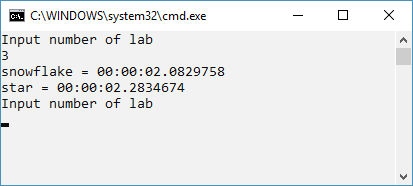 C:\WINDOWS\system32\cmd.exe
Input number of lab
3
snowflake = 00:00:02.0829758
star = 00:00:02.2834674
Input number of lab